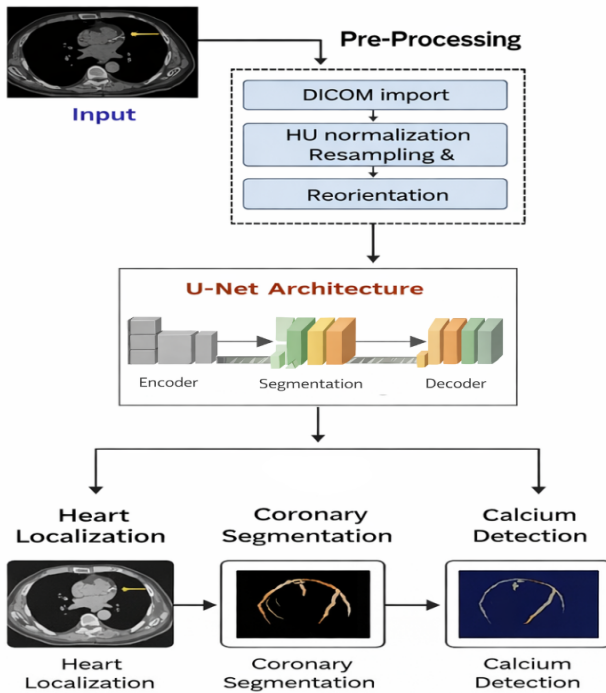 Pre-Processing
Input
DICOM import
HU normalization
Resampling &
Reorientation
U-Net Architecture
Encoder
Segmentation
Decoder
Heart
Localization
Coronary
Segmentation
Calcium
Detection
Heart
Localization
Coronary
Segmentation
Calcium
Detection